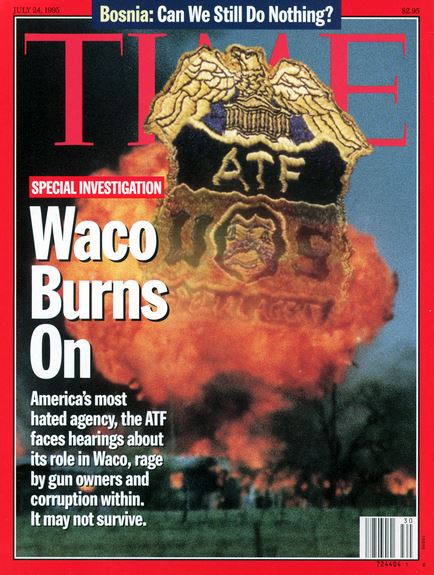 Bosnia: Can We Still Do Nothing?
JULY 24, 1995
$2.95
TIME
ATF
U S
SPECIAL INVESTIGATION
Waco
Burns
On
America's most
hated agency, the ATF
faces hearings about
its role in Waco, rage
by gun owners and
corruption within.
It may not survive.
30
724404 1